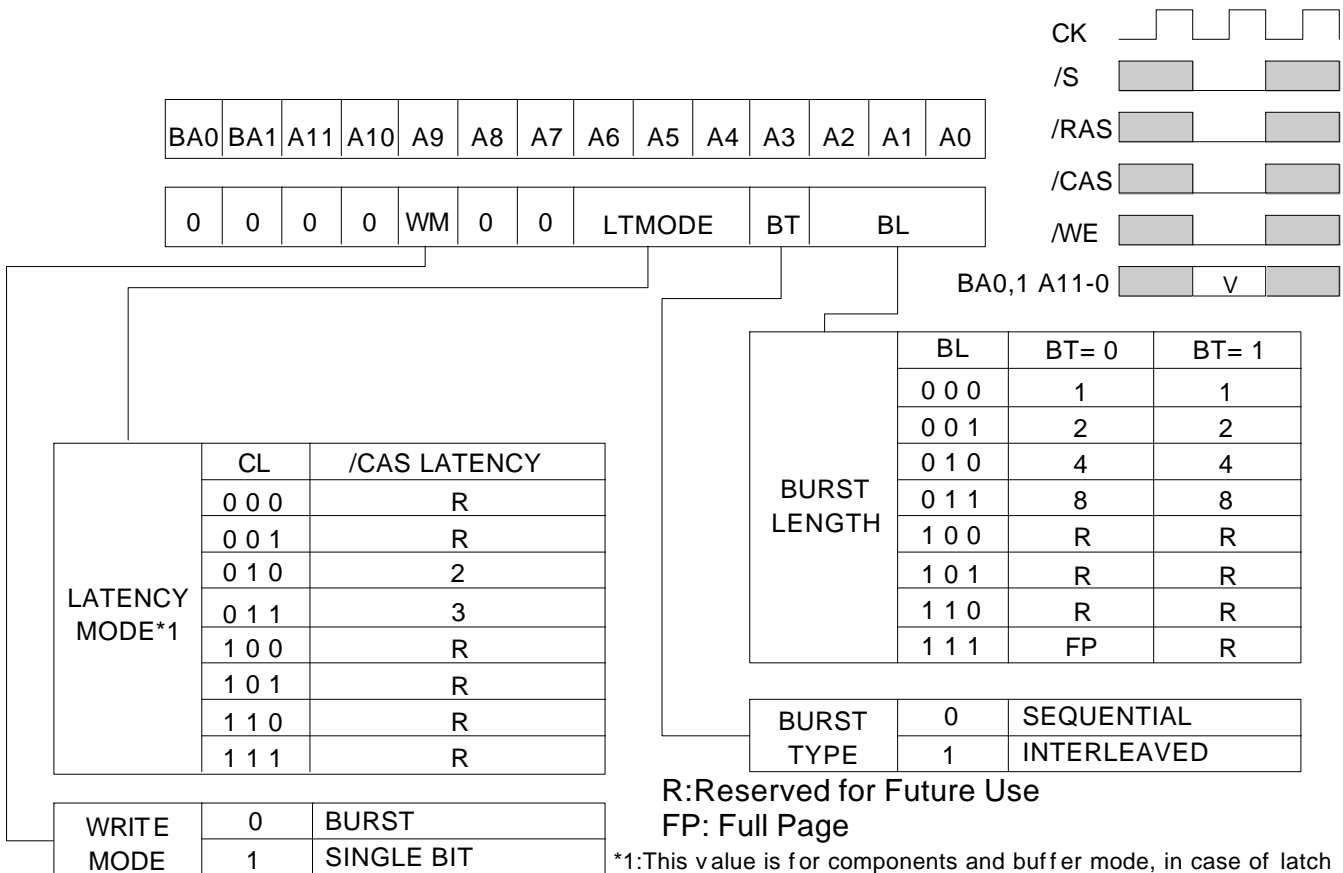 CK
/S
/RAS
/CAS
/WE
BA0,1 A11-0 V
BA0 BA1 A11 A10 A9 A8 A7 A6 A5 A4 A3 A2 A1 A0
0 0 0 0 WM 0 0 LTMODE BT BL
BURST LENGTH
BL BT= 0 BT= 1
0 0 0 1 1
0 0 1 2 2
0 1 0 4 4
0 1 1 8 8
1 0 0 R R
1 0 1 R R
1 1 0 R R
1 1 1 FP R
LATENCY
MODE*1
CL /CAS LATENCY
0 0 0 R
0 0 1 R
0 1 0 2
0 1 1 3
1 0 0 R
1 0 1 R
1 1 0 R
1 1 1 R
BURST
TYPE
0 SEQUENTIAL
1 INTERLEAVED
WRITE
MODE
0 BURST
1 SINGLE BIT
R:Reserved for Future Use
FP: Full Page
*1:This value is for components and buffer mode, in case of latch